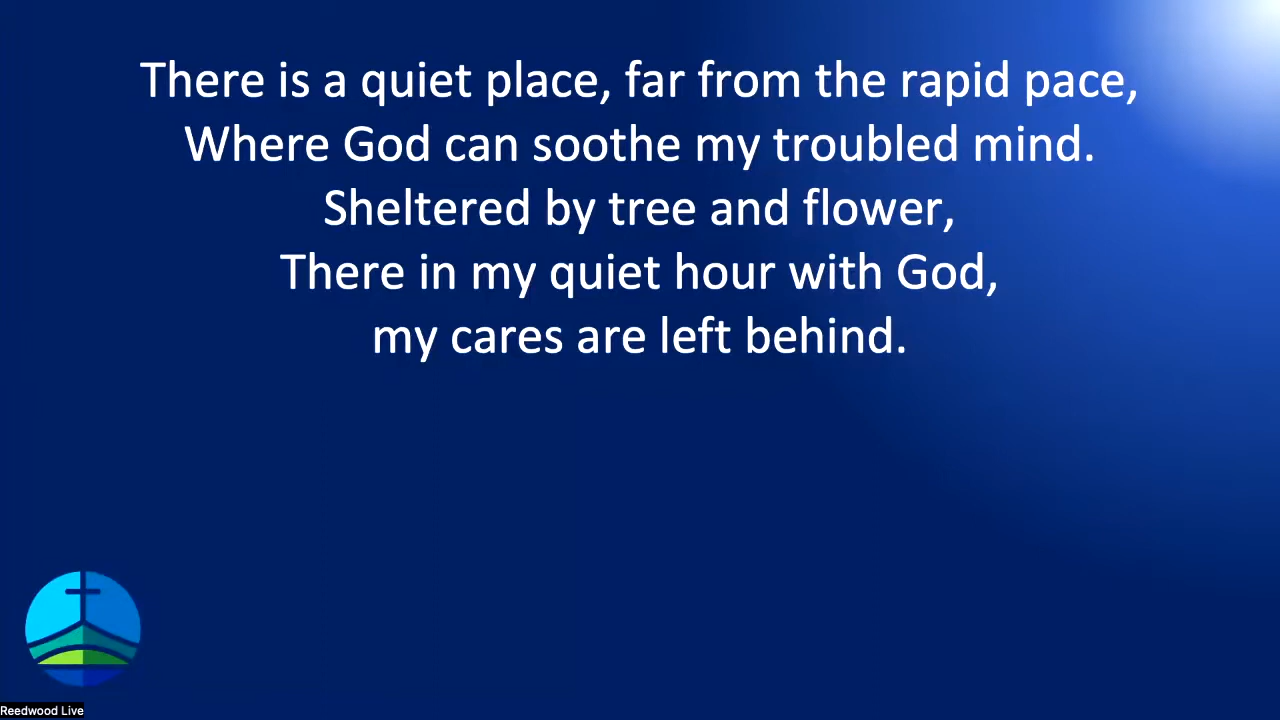 There is a quiet place, far from the rapid pace,
Where God can soothe my troubled mind.
Sheltered by tree and flower,
There in my quiet hour with God,
my cares are left behind.
Reedwood Live